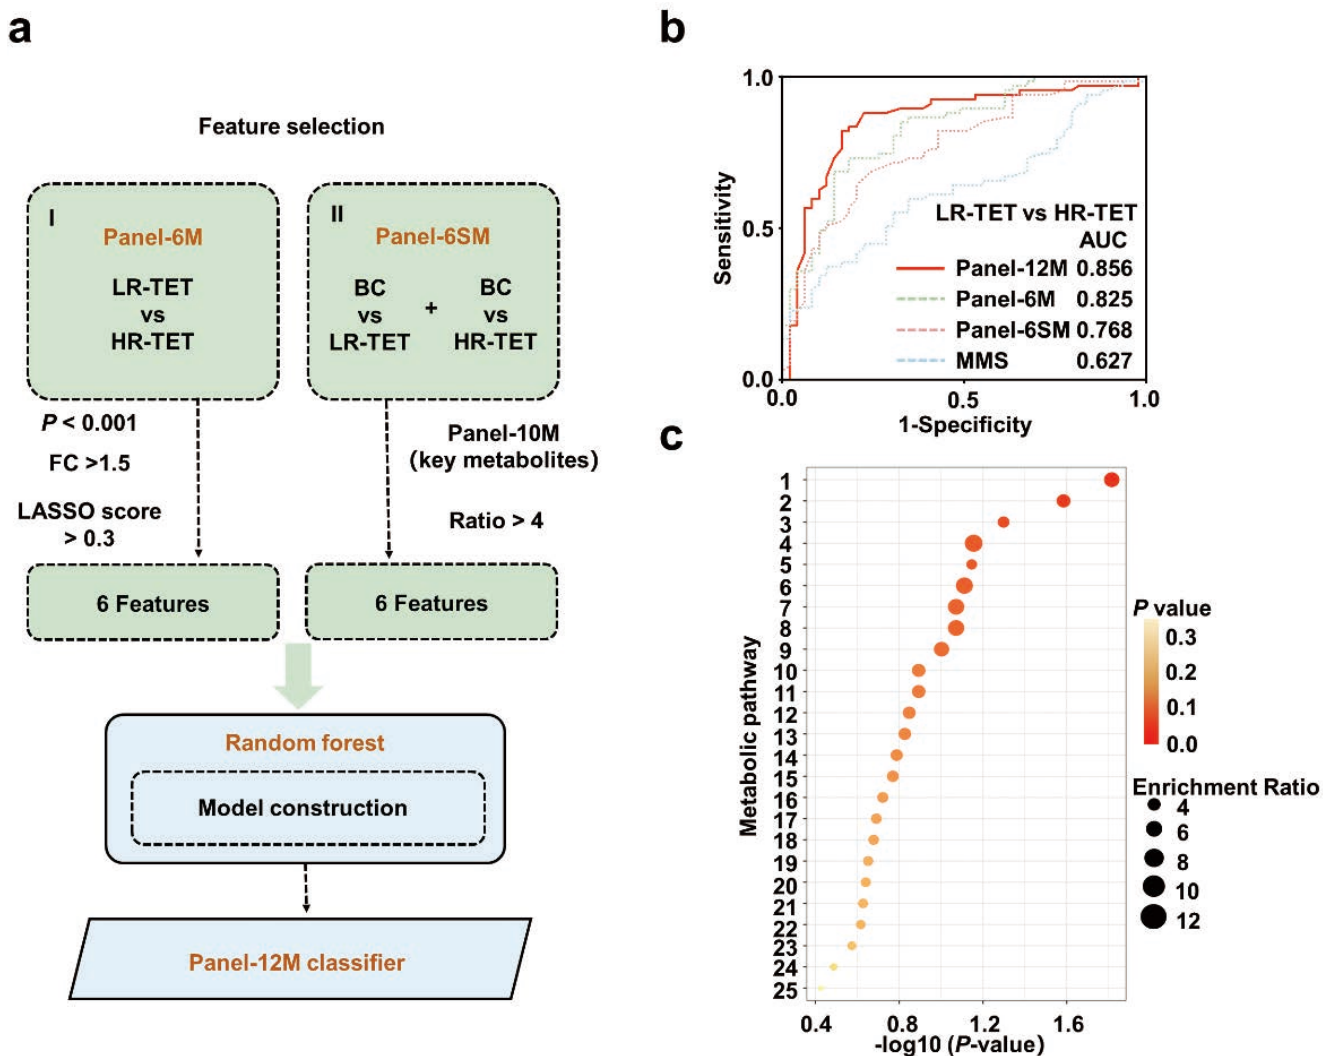 a
Feature selection
I
Panel-6M
LR-TET
vs
HR-TET
II
Panel-6SM
BC
vs
LR-TET
+
BC
vs
HR-TET
P < 0.001
FC >1.5
LASSO score
> 0.3
Panel-10M
(key metabolites)
Ratio > 4
6 Features
6 Features
Random forest
Model construction
Panel-12M classifier
b
1.0
0.5
0.0
Sensitivity
LR-TET vs HR-TET
AUC
Panel-12M 0.856
Panel-6M 0.825
Panel-6SM 0.768
MMS 0.627
0.0 0.5 1.0
1-Specificity
c
Metabolic pathway
1
2
3
4
5
6
7
8
9
10
11
12
13
14
15
16
17
18
19
20
21
22
23
24
25
0.4 0.8 1.2 1.6
-log10 (P-value)
P value
0.3
0.2
0.1
0.0
Enrichment Ratio
4
6
8
10
12